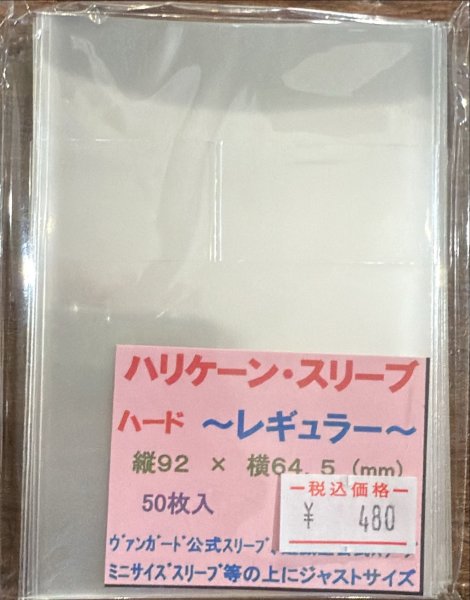 ハリケーン・スリーブ
ハード ～レギュラー～
縦92 × 横64.5 (mm)
50枚入
ー税込価格ー
¥ 480
ヴァンガード公式スリーブ
ミニサイズスリーブ等の上にジャストサイズ